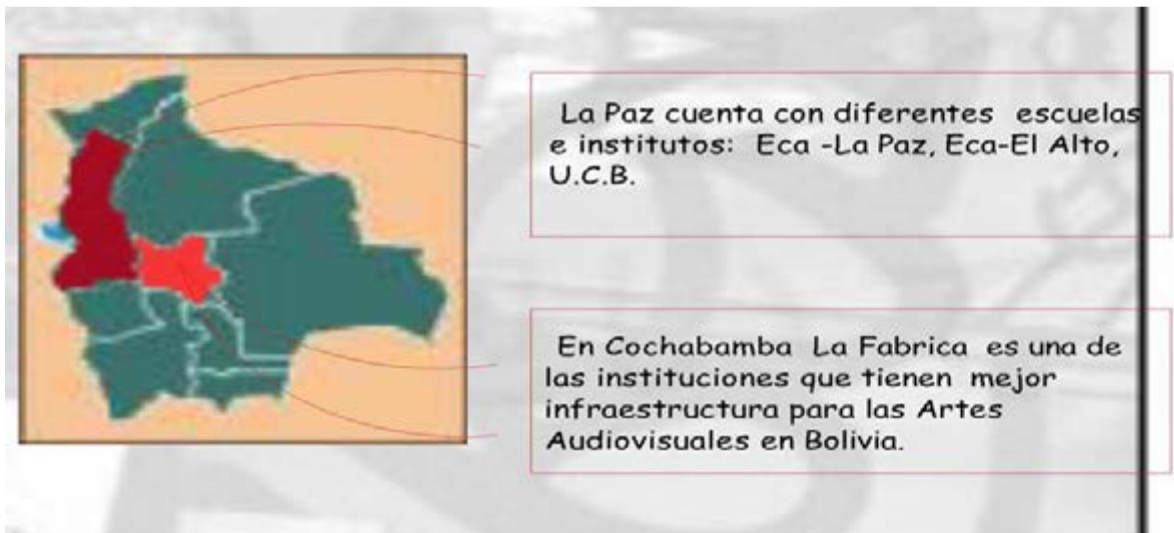 La Paz cuenta con diferentes escuelas
e institutos: Eca -La Paz, Eca-El Alto,
U.C.B.
En Cochabamba La Fabrica es una de
las instituciones que tienen mejor
infraestructura para las Artes
Audiovisuales en Bolivia.